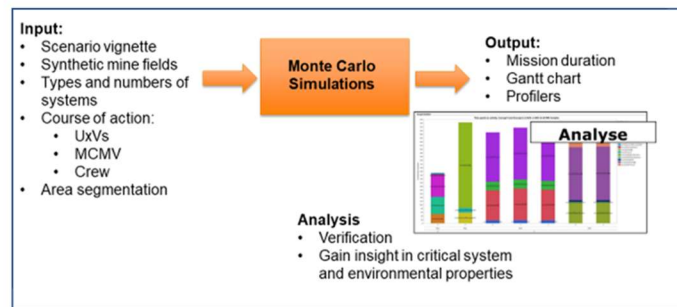 Input:
• Scenario vignette
• Synthetic mine fields
• Types and numbers of
systems
• Course of action:
• UxVs
• MCMV
• Crew
• Area segmentation
Monte Carlo
Simulations
Output:
• Mission duration
• Gantt chart
• Profilers
Analyse
Analysis
• Verification
• Gain insight in critical system
and environmental properties